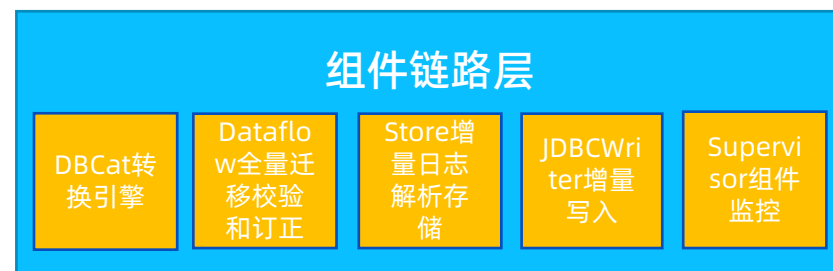 组件链路层
DBCat转
换引擎
Dataflo
w全量迁
移校验
和订正
Store增
量日志
解析存
储
JDBCWri
ter增量
写入
Supervi
sor组件
监控